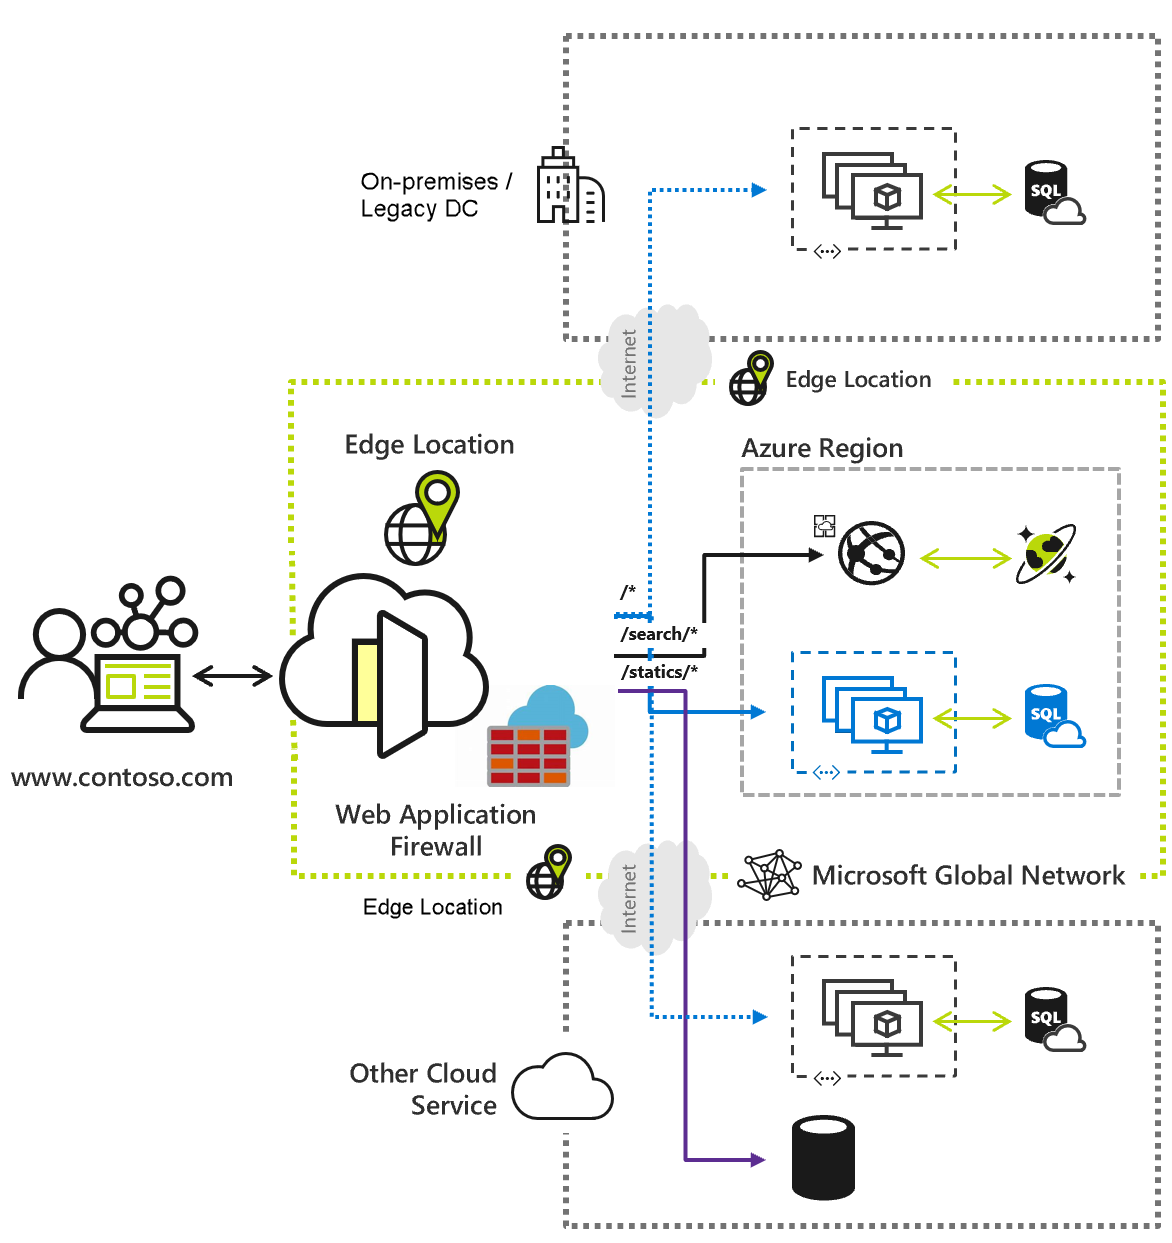 On-premises /
Legacy DC
SQL
Internet
Edge Location
Edge Location
Azure Region
/*
/search/*
/statics/*
SQL
www.contoso.com
Web Application
Firewall
Edge Location
Internet
Microsoft Global Network
SQL
Other Cloud
Service